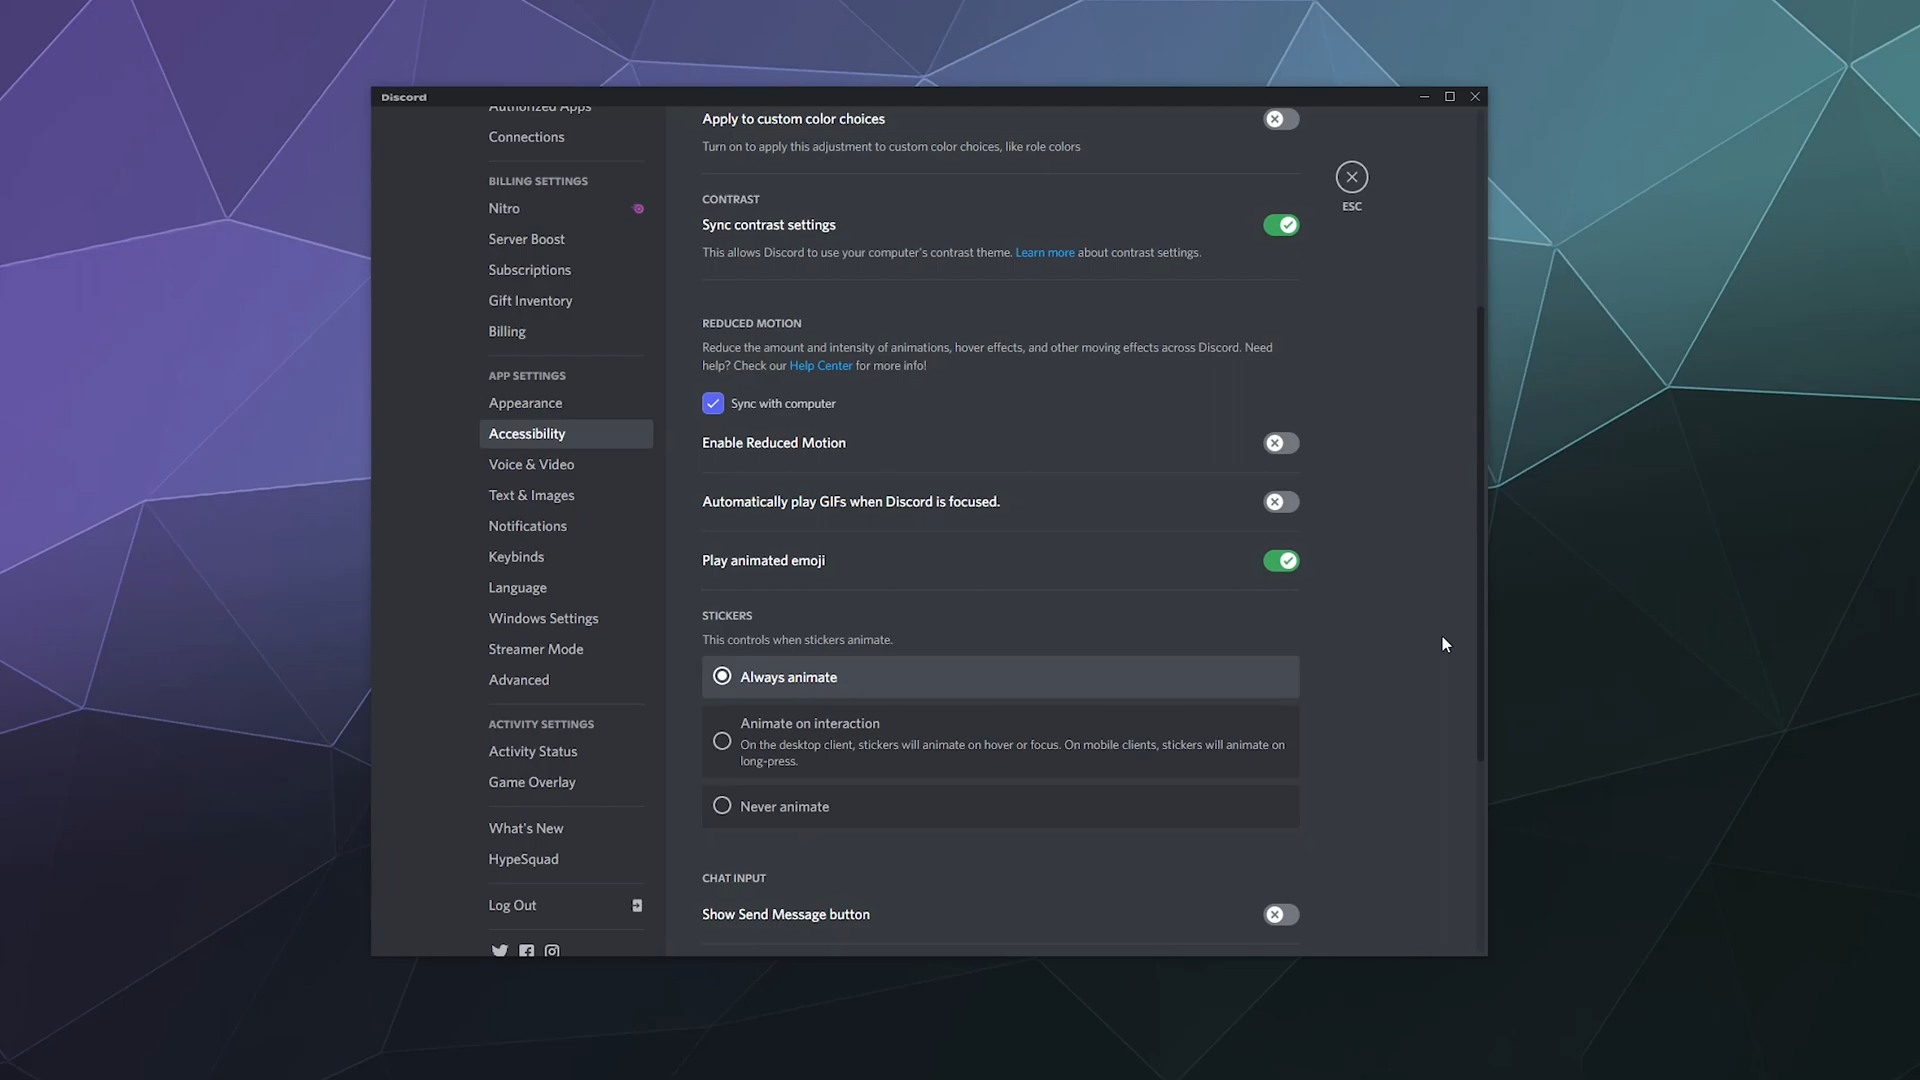 Discord
Authorized Apps
Connections
BILLING SETTINGS
Nitro
Server Boost
Subscriptions
Gift Inventory
Billing
APP SETTINGS
Appearance
Accessibility
Voice & Video
Text & Images
Notifications
Keybinds
Language
Windows Settings
Streamer Mode
Advanced
ACTIVITY SETTINGS
Activity Status
Game Overlay
What's New
HypeSquad
Log Out
Apply to custom color choices
Turn on to apply this adjustment to custom color choices, like role colors
CONTRAST
Sync contrast settings
This allows Discord to use your computer's contrast theme. Learn more about contrast settings.
REDUCED MOTION
Reduce the amount and intensity of animations, hover effects, and other moving effects across Discord. Need
help? Check our Help Center for more info!
Sync with computer
Enable Reduced Motion
Automatically play GIFs when Discord is focused.
Play animated emoji
STICKERS
This controls when stickers animate.
Always animate
Animate on interaction
On the desktop client, stickers will animate on hover or focus. On mobile clients, stickers will animate on
long-press.
Never animate
CHAT INPUT
Show Send Message button
ESC